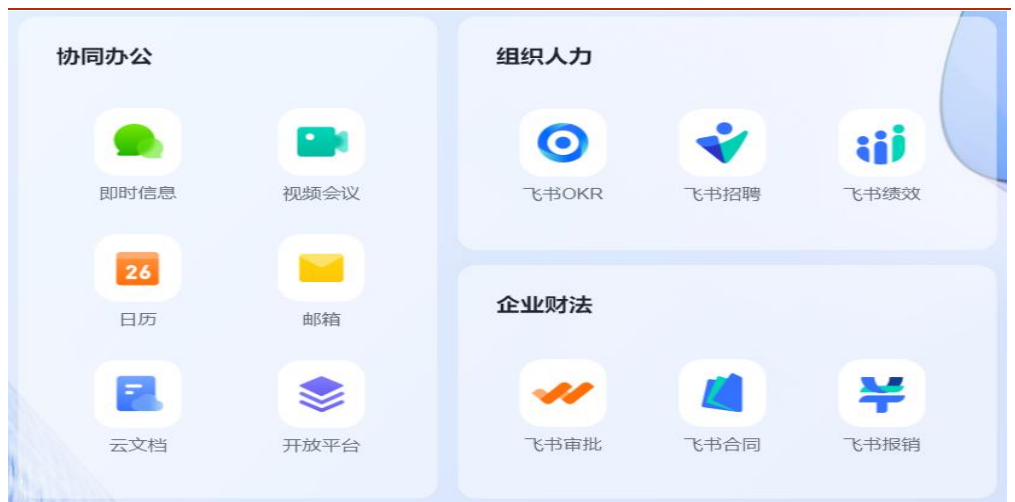 协同办公
即时信息
视频会议
26
日历
邮箱
云文档
开放平台
组织人力
飞书OKR
飞书招聘
飞书绩效
企业财法
飞书审批
飞书合同
飞书报销